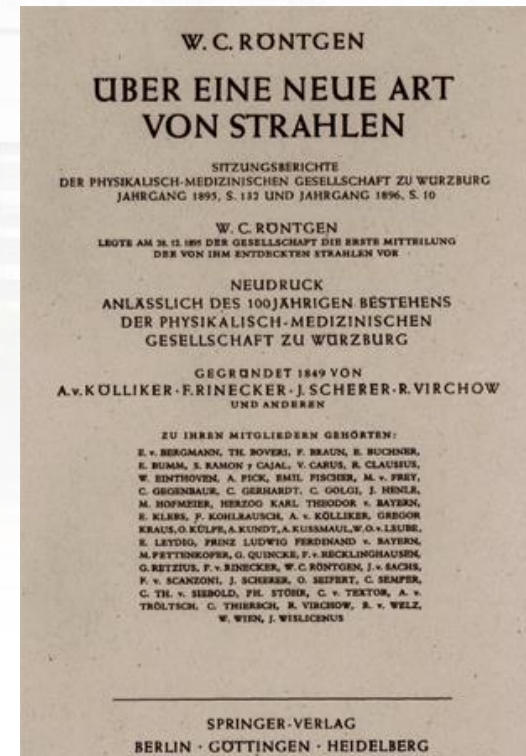 W. C. RÖNTGEN
ÜBER EINE NEUE ART
VON STRAHLEN
SITZUNGSBERICHTE
DER PHYSIKALISCH-MEDIZINISCHEN GESELLSCHAFT ZU WÜRZBURG
JAHRGANG 1895, S. 132 UND JAHRGANG 1896, S. 10
W. C. RÖNTGEN
LEGTE AM 28. 12. 1895 DER GESELLSCHAFT DIE ERSTE MITTEILUNG
DER VON IHM ENTDECKTEN STRAHLEN VOR
NEUDRUCK
ANLÄSSLICH DES 100JÄHRIGEN BESTEHENS
DER PHYSIKALISCH-MEDIZINISCHEN
GESELLSCHAFT ZU WÜRZBURG
GEGRÜNDET 1849 VON
A. v. KÖLLIKER · F. RINECKER · J. SCHERER · R. VIRCHOW
UND ANDEREN
ZU IHREN MITGLIEDERN GEHÖRTEN:
E. v. BERGMANN, TH. BOVERI, F. BRAUN, E. BUCHNER,
E. BUMM, S. RAMON y CAJAL, V. CARUS, R. CLAUSIUS,
W. EINTHOVEN, A. FICK, EMIL FISCHER, M. v. FREY,
C. GEGENBAUR, C. GERHARDT, C. GOLGI, J. HENLE,
M. HOFMEIER, HERZOG KARL THEODOR v. BAYERN,
E. KLEBS, F. KOHLRAUSCH, A. v. KÖLLIKER, GREGOR
KRAUS, O. KÜLPE, A. KUNDT, A. KUSSMAUL, W. O. v. LEUBE,
E. LEYDIG, PRINZ LUDWIG FERDINAND v. BAYERN,
M. PETTENKOFER, G. QUINCKE, F. v. RECKLINGHAUSEN,
G. RETZIUS, F. v. RINECKER, W. C. RÖNTGEN, J. v. SACHS,
F. v. SCANZONI, J. SCHERER, O. SEIFERT, C. SEMPER,
C. TH. v. SIEBOLD, PH. STÖHR, C. v. TEXTOR, A. v.
TRÖLTSCH, C. THIERSCH, R. VIRCHOW, R. v. WELZ,
W. WIEN, J. WISLICENUS
SPRINGER-VERLAG
BERLIN · GÖTTINGEN · HEIDELBERG